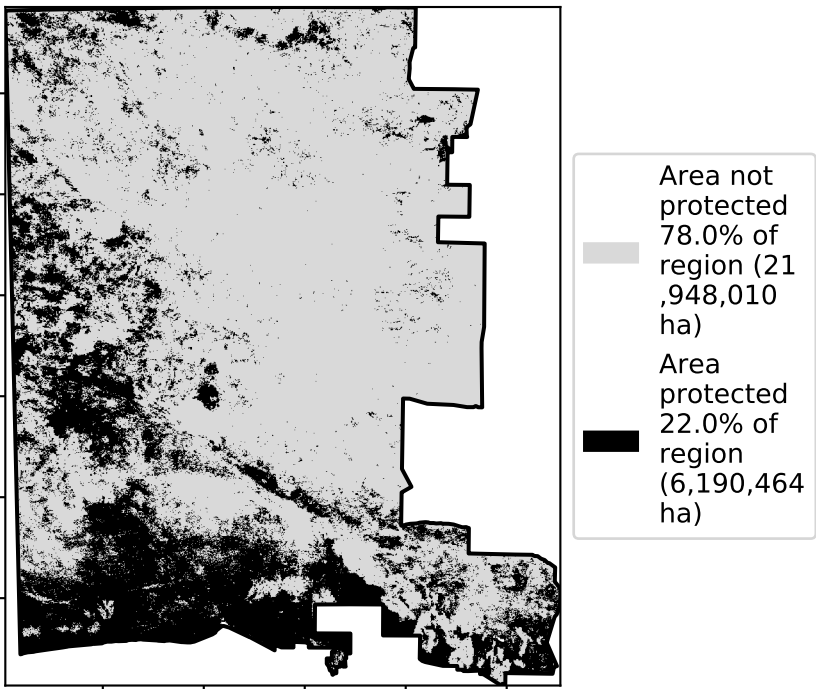 Area not
protected
78.0% of
region (21
,948,010
ha)
Area
protected
22.0% of
region
(6,190,464
ha)